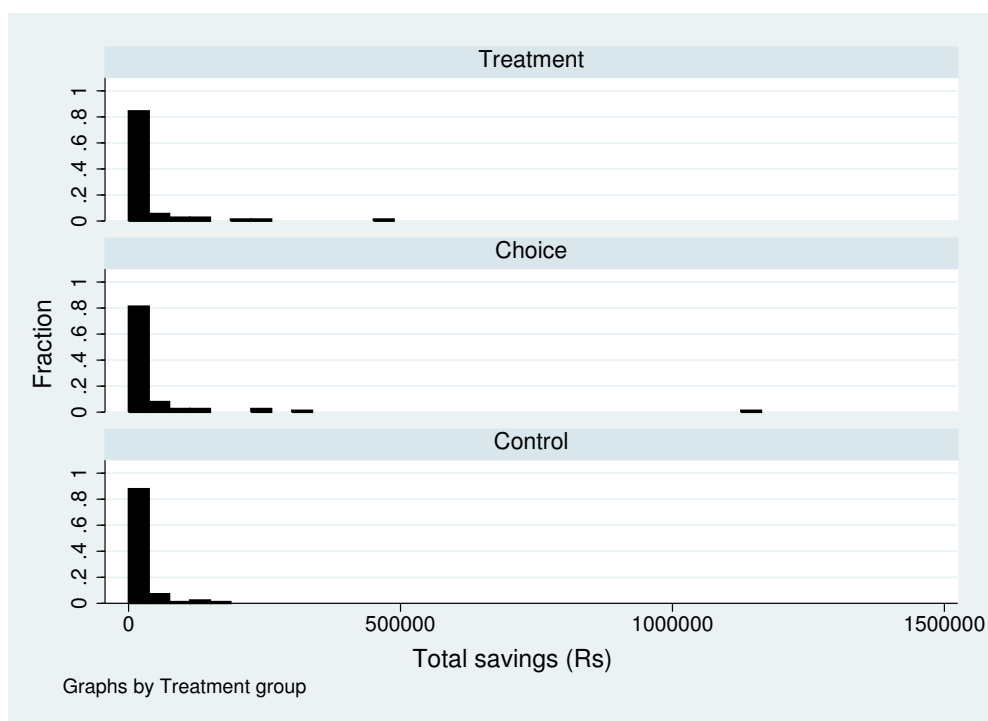 Treatment
0 .2 .4 .6 .8 1
Choice
0 .2 .4 .6 .8 1
Fraction
Control
0 .2 .4 .6 .8 1
0 500000 1000000 1500000
Total savings (Rs)
Graphs by Treatment group